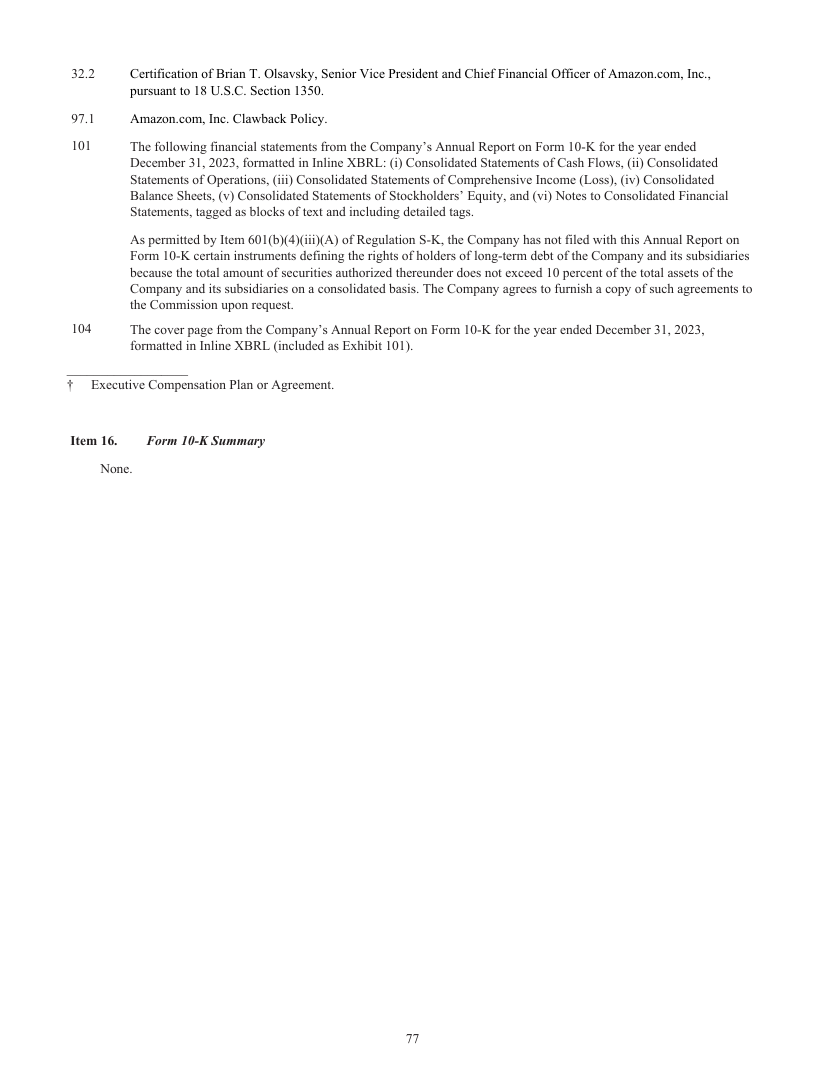 32.2 Certification of Brian T. Olsavsky, Senior Vice President and Chief Financial Officer of Amazon.com, Inc.,
pursuant to 18 U.S.C. Section 1350.
97.1 Amazon.com, Inc. Clawback Policy.
101 The following financial statements from the Company’s Annual Report on Form 10-K for the year ended
December 31, 2023, formatted in Inline XBRL: (i) Consolidated Statements of Cash Flows, (ii) Consolidated
Statements of Operations, (iii) Consolidated Statements of Comprehensive Income (Loss), (iv) Consolidated
Balance Sheets, (v) Consolidated Statements of Stockholders’ Equity, and (vi) Notes to Consolidated Financial
Statements, tagged as blocks of text and including detailed tags.
As permitted by Item 601(b)(4)(iii)(A) of Regulation S-K, the Company has not filed with this Annual Report on
Form 10-K certain instruments defining the rights of holders of long-term debt of the Company and its subsidiaries
because the total amount of securities authorized thereunder does not exceed 10 percent of the total assets of the
Company and its subsidiaries on a consolidated basis. The Company agrees to furnish a copy of such agreements to
the Commission upon request.
104 The cover page from the Company’s Annual Report on Form 10-K for the year ended December 31, 2023,
formatted in Inline XBRL (included as Exhibit 101).
† Executive Compensation Plan or Agreement.
Item 16. Form 10-K Summary
None.
77